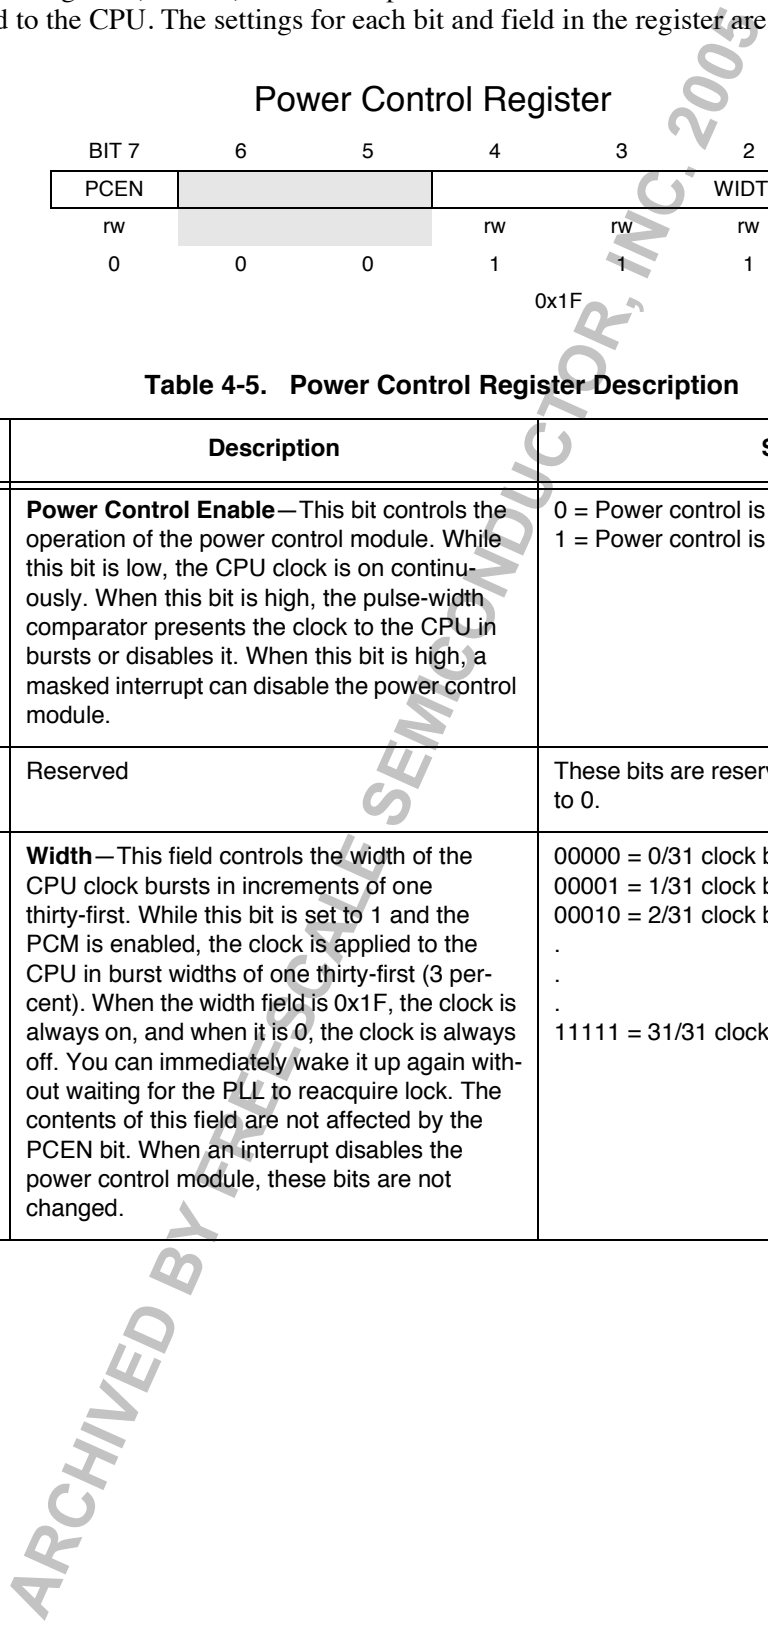 d to the CPU. The settings for each bit and field in the register are
Power Control Register
BIT 7 6 5 4 3 2
PCEN
rw rw rw rw
0 0 0 1 1 1
0x1F
Table 4-5. Power Control Register Description
Description
Power Control Enable—This bit controls the
operation of the power control module. While
this bit is low, the CPU clock is on continu-
ously. When this bit is high, the pulse-width
comparator presents the clock to the CPU in
bursts or disables it. When this bit is high, a
masked interrupt can disable the power control
module.
0 = Power control is
1 = Power control is
Reserved
These bits are reserv
to 0.
Width—This field controls the width of the
CPU clock bursts in increments of one
thirty-first. While this bit is set to 1 and the
PCM is enabled, the clock is applied to the
CPU in burst widths of one thirty-first (3 per-
cent). When the width field is 0x1F, the clock is
always on, and when it is 0, the clock is always
off. You can immediately wake it up again with-
out waiting for the PLL to reacquire lock. The
contents of this field are not affected by the
PCEN bit. When an interrupt disables the
power control module, these bits are not
changed.
00000 = 0/31 clock b
00001 = 1/31 clock b
00010 = 2/31 clock b
.
.
.
11111 = 31/31 clock
ARCHIVED BY FREESCALE SEMICONDUCTOR, INC. 2005